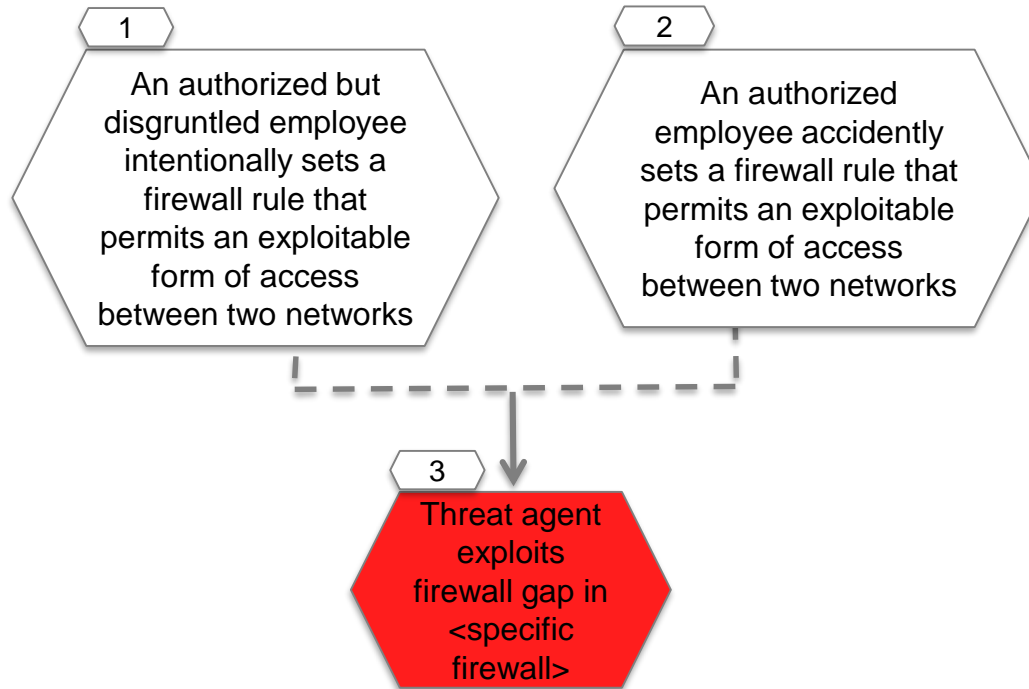 1
An authorized but
disgruntled employee
intentionally sets a
firewall rule that
permits an exploitable
form of access
between two networks
2
An authorized
employee accidently
sets a firewall rule that
permits an exploitable
form of access
between two networks
3
Threat agent
exploits
firewall gap in
<specific
firewall>